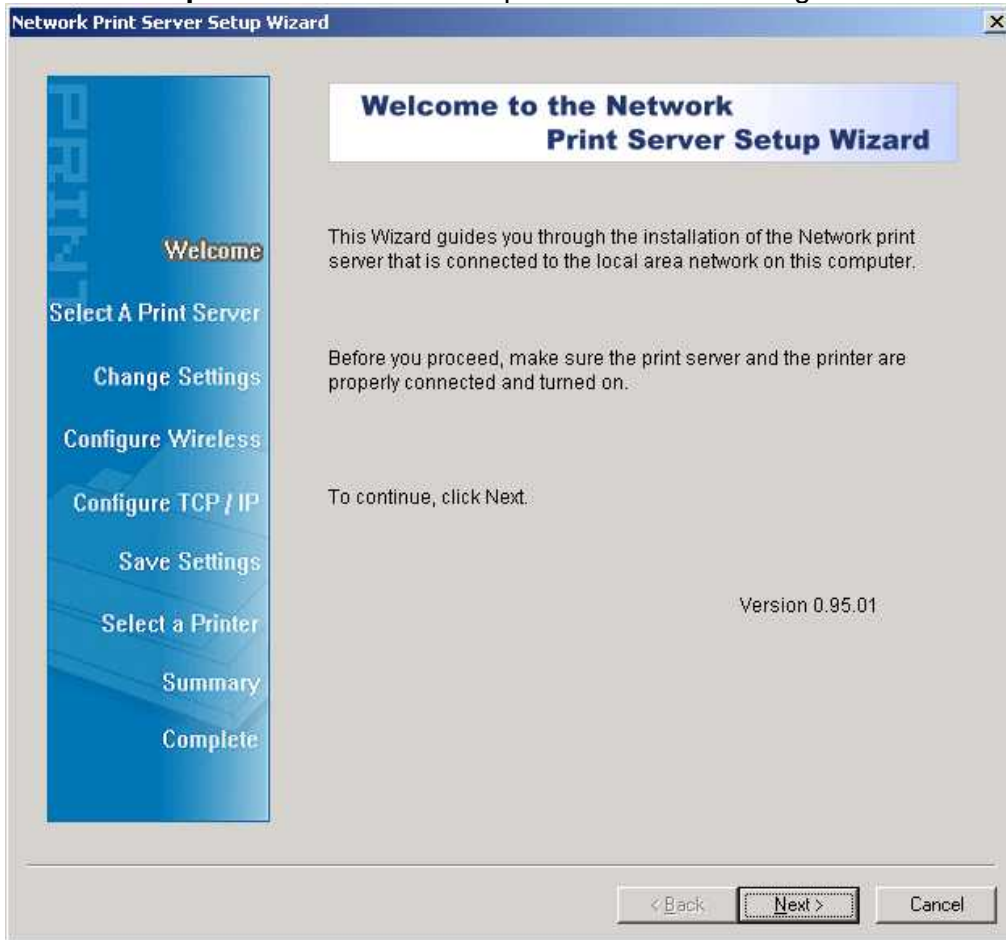 Network Print Server Setup Wizard
PRINT
Welcome to the Network
Print Server Setup Wizard
Welcome
Select A Print Server
Change Settings
Configure Wireless
Configure TCP / IP
Save Settings
Select a Printer
Summary
Complete
This Wizard guides you through the installation of the Network print
server that is connected to the local area network on this computer.
Before you proceed, make sure the print server and the printer are
properly connected and turned on.
To continue, click Next.
Version 0.95.01
< Back
Next >
Cancel